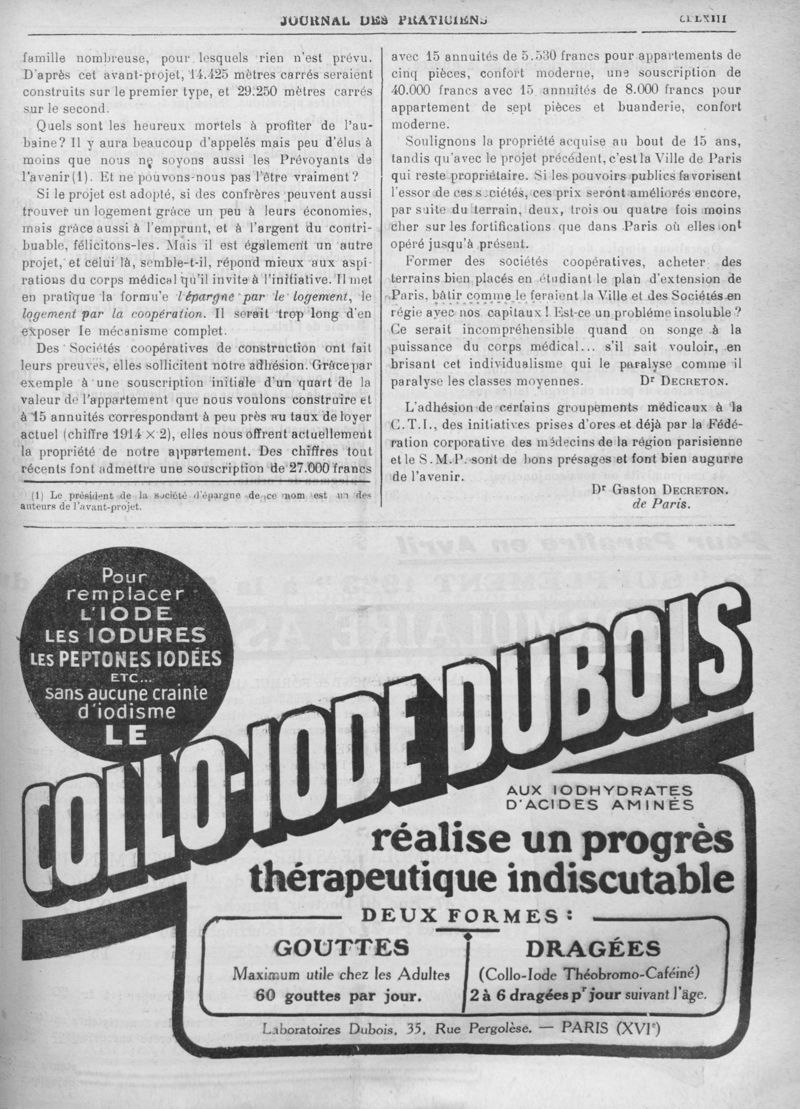 JOURNAL DES PRATICIENS
famille nombreuse, pour lesquels rien n'est prévu.
D'après cet avant-projet, 14.425 mètres carrés seraient
construits sur le premier type, et 29.250 mètres carrés
sur le second.
Quels sont les heureux mortels à profiter de l'au-
baine? Il y aura beaucoup d'appelés mais peu d'élus à
moins que nous ne soyons aussi les Prévoyants de
l'avenir (1). Et ne pouvons-nous pas l'être vraiment?
Si le projet est adopté, si des confrères peuvent aussi
trouver un logement grâce un peu à leurs économies,
mais grâce aussi à l'emprunt, et à l'argent du contri-
buable, félicitons-les. Mais il est également un autre
projet, et celui là, semble-t-il, répond mieux aux aspi-
rations du corps médical qu'il invite à l'initiative. Il met
en pratique la formu'e l'épargne par le logement, le
logement par la coopération. Il serait trop long d'en
exposer le mécanisme complet.
Des Sociétés coopératives de construction ont fait
leurs preuves, elles sollicitent notre adhésion. Grâce par
exemple à une souscription initiale d'un quart de la
valeur de l'appartement que nous voulons construire et
à 15 annuités correspondant à peu près au taux de loyer
actuel (chiffre 1914 × 2), elles nous offrent actuellement
la propriété de notre appartement. Des chiffres tout
récents font admettre une souscription de 27.000 francs
(1) Le président de la société d'épargne de ce nom est un des
auteurs de l'avant-projet.
avec 15 annuités de 5.530 francs pour appartements de
cinq pièces, confort moderne, une souscription de
40.000 francs avec 15 annuités de 8.000 francs pour
appartement de sept pièces et buanderie, confort
moderne.
Soulignons la propriété acquise au bout de 15 ans,
tandis qu'avec le projet précédent, c'est la Ville de Paris
qui reste propriétaire. Si les pouvoirs publics favorisent
l'essor de ces sociétés, ces prix seront améliorés encore,
par suite du terrain, deux, trois ou quatre fois moins
cher sur les fortifications que dans Paris où elles ont
opéré jusqu'à présent.
Former des sociétés coopératives, acheter des
terrains bien placés en étudiant le plan d'extension de
Paris, bâtir comme le feraient la Ville et des Sociétés en
régie avec nos capitaux! Est-ce un problème insoluble?
Ce serait incompréhensible quand on songe à la
puissance du corps médical... s'il sait vouloir, en
brisant cet individualisme qui le paralyse comme il
paralyse les classes moyennes. Dr DECRETON.
L'adhésion de certains groupements médicaux à la
C.T.I., des initiatives prises d'ores et déjà par la Fédé-
ration corporative des médecins de la région parisienne
et le S.M.P. sont de bons présages et font bien augurer
de l'avenir.
Dr Gaston DECRETON.
de Paris.
Pour
remplacer
L'IODE
LES IODURES
LES PEPTONES IODÉES
ETC...
sans aucune crainte
d'iodisme
LE
COLLO-IODE DUBOIS
AUX IODHYDRATES
D'ACIDES AMINÉS
réalise un progrès
thérapeutique indiscutable
DEUX FORMES:
GOUTTES
Maximum utile chez les Adultes
60 gouttes par jour.
DRAGÉES
(Collo-Iode Théobromo-Caféiné)
2 à 6 dragées pr jour suivant l'âge.
Laboratoires Dubois, 35, Rue Pergolèse. — PARIS (XVIe)